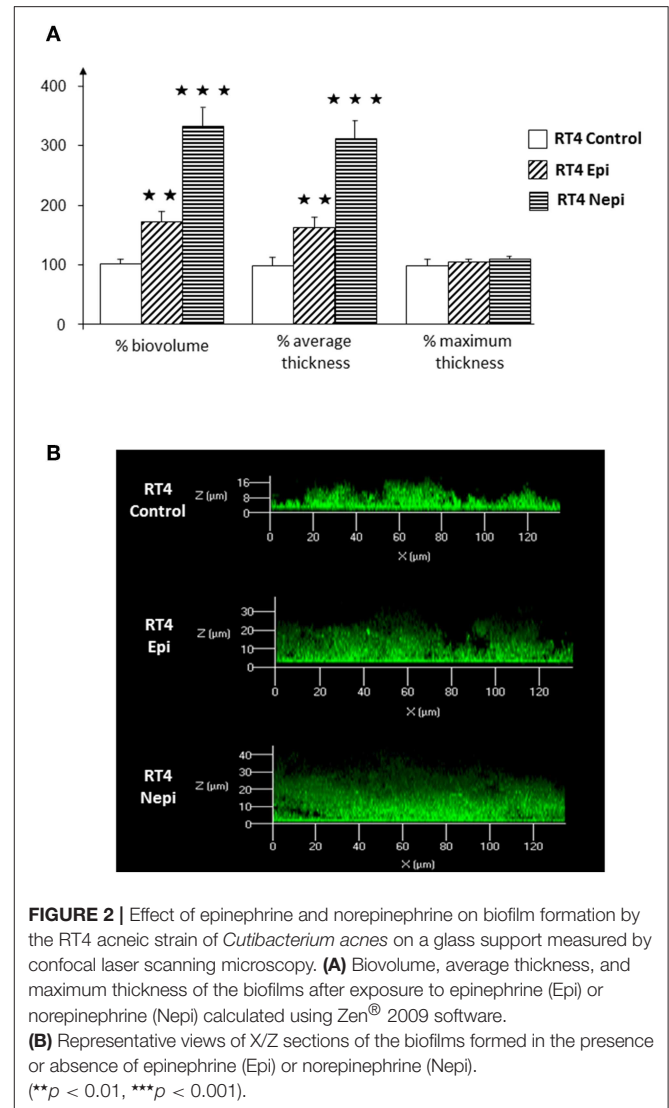 A
★ ★ ★
★ ★ ★
400
300
200
100
0
★ ★
★ ★
RT4 Control
RT4 Epi
RT4 Nepi
% biovolume
% average
thickness
% maximum
thickness
B
RT4
Control
Z (µm)
16
8
0
0 20 40 60 80 100 120
X (µm)
RT4
Epi
Z (µm)
30
20
10
0
0 20 40 60 80 100 120
X (µm)
RT4
Nepi
Z (µm)
40
30
20
10
0
0 20 40 60 80 100 120
X (µm)
FIGURE 2 | Effect of epinephrine and norepinephrine on biofilm formation by
the RT4 acneic strain of Cutibacterium acnes on a glass support measured by
confocal laser scanning microscopy. (A) Biovolume, average thickness, and
maximum thickness of the biofilms after exposure to epinephrine (Epi) or
norepinephrine (Nepi) calculated using Zen® 2009 software.
(B) Representative views of X/Z sections of the biofilms formed in the presence
or absence of epinephrine (Epi) or norepinephrine (Nepi).
(★★p < 0.01, ★★★p < 0.001).